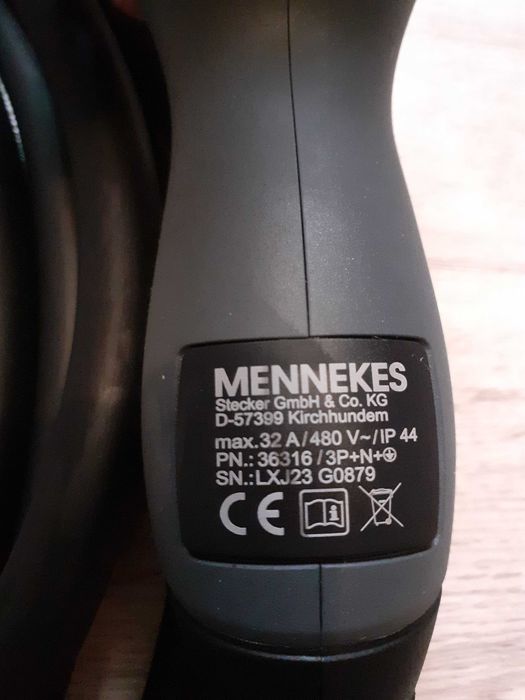 MENNEKES
Stecker GmbH & Co. KG
D-57399 Kirchhundem
max.32 A/480 V~/IP 44
PN.: 36316/3P+N+⏚
SN.:LXJ23 G0879
CE